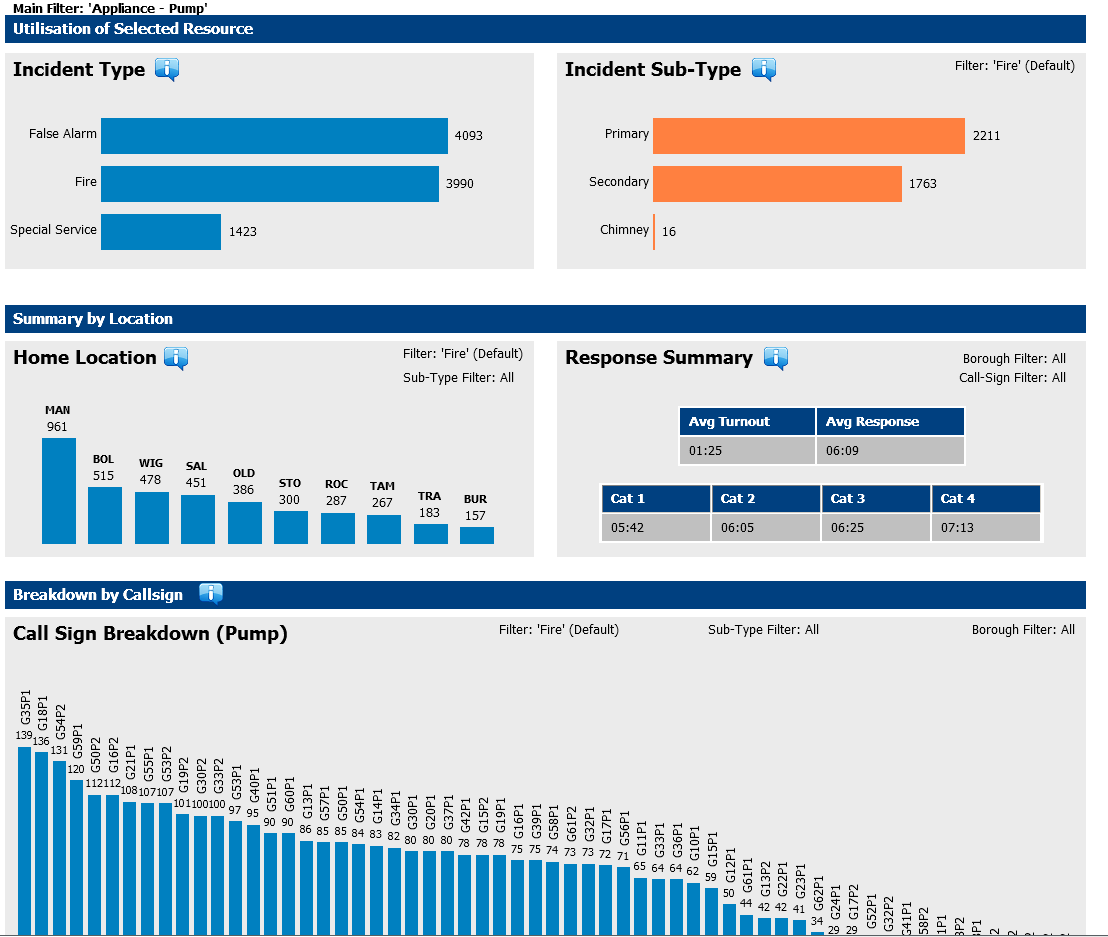 Main Filter: 'Appliance - Pump'
Utilisation of Selected Resource
Incident Type
False Alarm 4093
Fire 3990
Special Service 1423
Incident Sub-Type
Filter: 'Fire' (Default)
Primary 2211
Secondary 1763
Chimney 16
Summary by Location
Home Location
Filter: 'Fire' (Default)
Sub-Type Filter: All
MAN 961
BOL 515
WIG 478
SAL 451
OLD 386
STO 300
ROC 287
TAM 267
TRA 183
BUR 157
Response Summary
Borough Filter: All
Call-Sign Filter: All
Avg Turnout Avg Response
01:25 06:09
Cat 1 Cat 2 Cat 3 Cat 4
05:42 06:05 06:25 07:13
Breakdown by Callsign
Call Sign Breakdown (Pump)
Filter: 'Fire' (Default)
Sub-Type Filter: All
Borough Filter: All
G35P1 139
G18P1 136
G54P2 131
G59P1 120
G50P2 112
G16P2 112
G21P1 108
G55P1 107
G53P2 107
G19P2 101
G30P2 100
G33P2 100
G53P1 97
G40P1 95
G51P1 90
G60P1 90
G13P1 86
G57P1 85
G50P1 85
G54P1 84
G14P1 83
G34P1 82
G30P1 80
G20P1 80
G37P1 80
G42P1 78
G15P2 78
G19P1 78
G16P1 75
G39P1 75
G58P1 74
G61P2 73
G32P1 73
G17P1 72
G56P1 71
G11P1 65
G33P1 64
G36P1 64
G10P1 62
G15P1 59
G12P1 50
G61P1 44
G13P2 42
G22P1 42
G23P1 41
G62P1 34
G24P1 29
G17P2 29
G52P1
G32P2